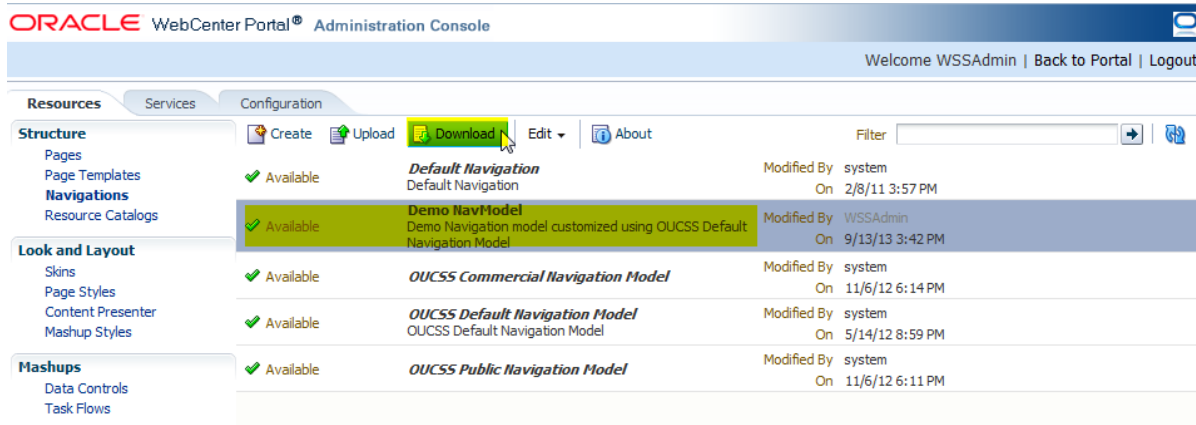 ORACLE WebCenter Portal® Administration Console
Welcome WSSAdmin | Back to Portal | Logout
Resources Services Configuration
Structure
Pages
Page Templates
Navigations
Resource Catalogs
Look and Layout
Skins
Page Styles
Content Presenter
Mashup Styles
Mashups
Data Controls
Task Flows
Create Upload Download Edit About Filter
Available Default Navigation Modified By system
Default Navigation On 2/8/11 3:57 PM
Demo NavModel
Available Demo Navigation model customized using OUCSS Default Modified By WSSAdmin
Navigation Model On 9/13/13 3:42 PM
Available OUCSS Commercial Navigation Model Modified By system
On 11/6/12 6:14 PM
Available OUCSS Default Navigation Model Modified By system
OUCSS Default Navigation Model On 5/14/12 8:59 PM
Available OUCSS Public Navigation Model Modified By system
On 11/6/12 6:11 PM